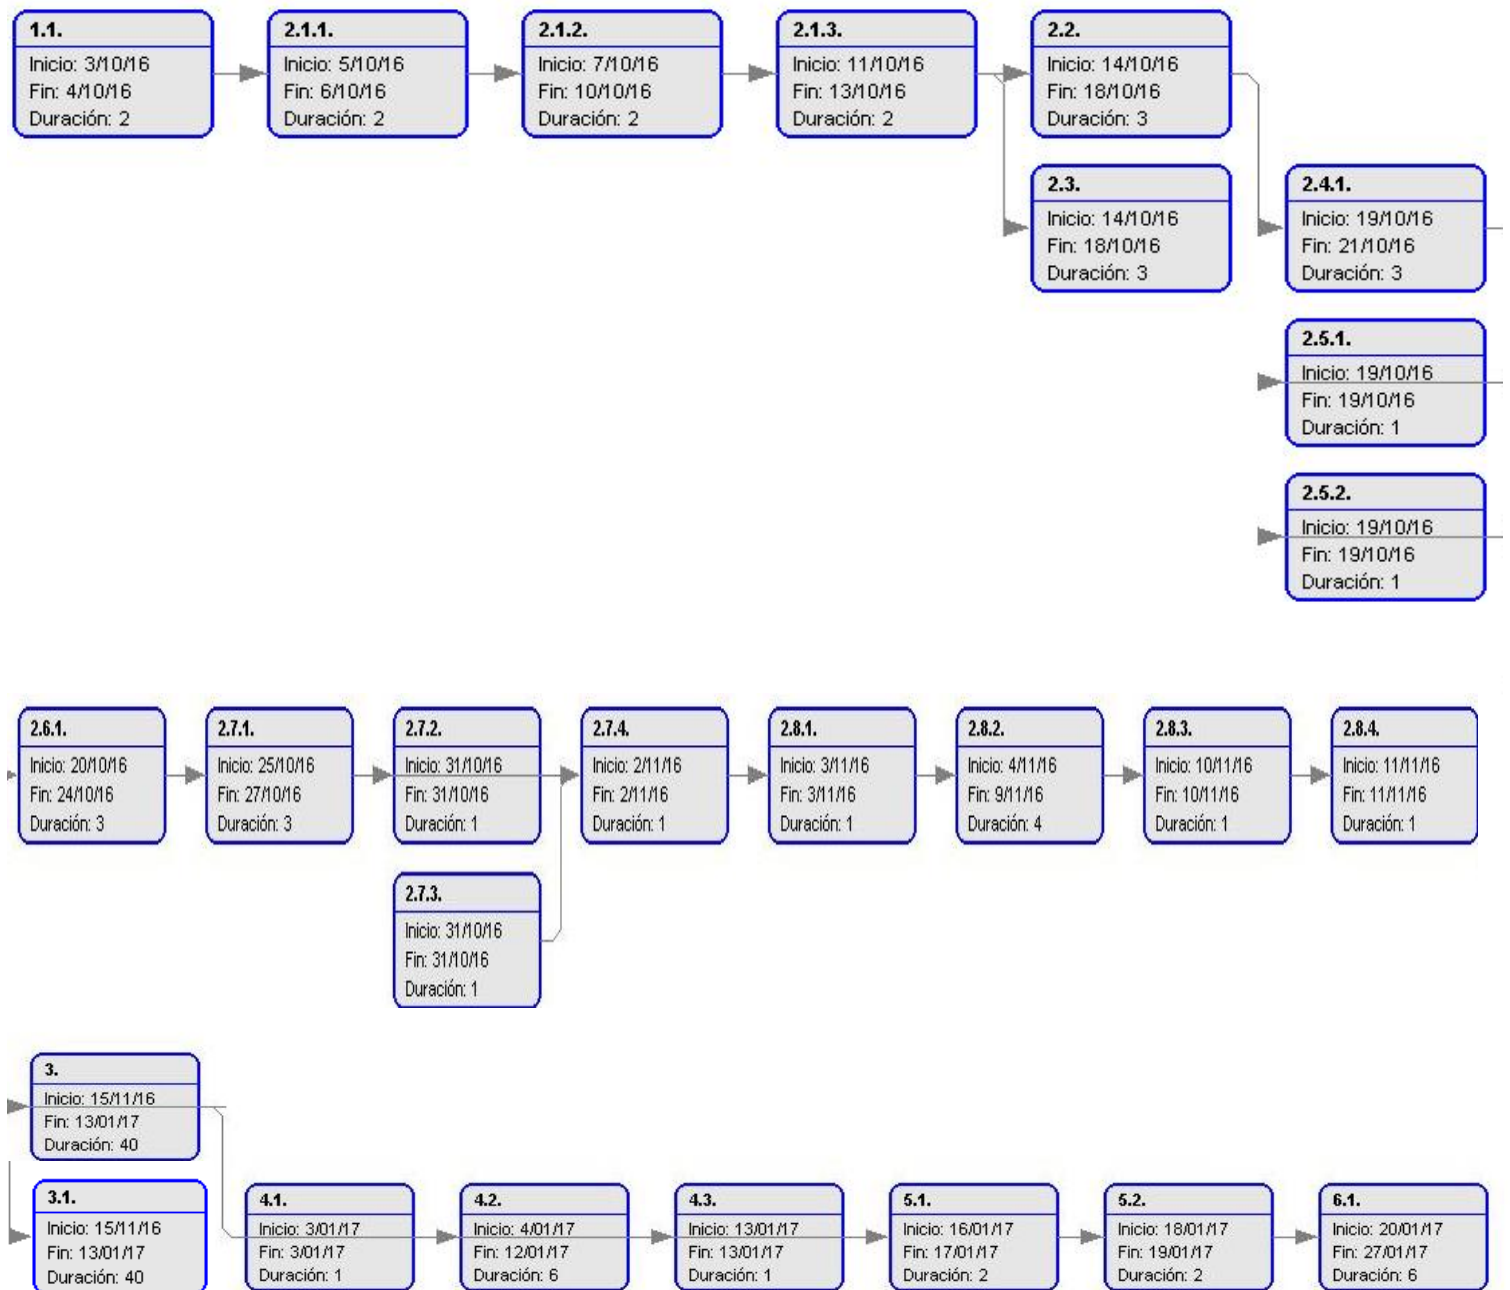 1.1.
Inicio: 3/10/16
Fin: 4/10/16
Duración: 2
2.1.1.
Inicio: 5/10/16
Fin: 6/10/16
Duración: 2
2.1.2.
Inicio: 7/10/16
Fin: 10/10/16
Duración: 2
2.1.3.
Inicio: 11/10/16
Fin: 13/10/16
Duración: 2
2.2.
Inicio: 14/10/16
Fin: 18/10/16
Duración: 3
2.3.
Inicio: 14/10/16
Fin: 18/10/16
Duración: 3
2.4.1.
Inicio: 19/10/16
Fin: 21/10/16
Duración: 3
2.5.1.
Inicio: 19/10/16
Fin: 19/10/16
Duración: 1
2.5.2.
Inicio: 19/10/16
Fin: 19/10/16
Duración: 1
2.6.1.
Inicio: 20/10/16
Fin: 24/10/16
Duración: 3
2.7.1.
Inicio: 25/10/16
Fin: 27/10/16
Duración: 3
2.7.2.
Inicio: 31/10/16
Fin: 31/10/16
Duración: 1
2.7.3.
Inicio: 31/10/16
Fin: 31/10/16
Duración: 1
2.7.4.
Inicio: 2/11/16
Fin: 2/11/16
Duración: 1
2.8.1.
Inicio: 3/11/16
Fin: 3/11/16
Duración: 1
2.8.2.
Inicio: 4/11/16
Fin: 9/11/16
Duración: 4
2.8.3.
Inicio: 10/11/16
Fin: 10/11/16
Duración: 1
2.8.4.
Inicio: 11/11/16
Fin: 11/11/16
Duración: 1
3.
Inicio: 15/11/16
Fin: 13/01/17
Duración: 40
3.1.
Inicio: 15/11/16
Fin: 13/01/17
Duración: 40
4.1.
Inicio: 3/01/17
Fin: 3/01/17
Duración: 1
4.2.
Inicio: 4/01/17
Fin: 12/01/17
Duración: 6
4.3.
Inicio: 13/01/17
Fin: 13/01/17
Duración: 1
5.1.
Inicio: 16/01/17
Fin: 17/01/17
Duración: 2
5.2.
Inicio: 18/01/17
Fin: 19/01/17
Duración: 2
6.1.
Inicio: 20/01/17
Fin: 27/01/17
Duración: 6